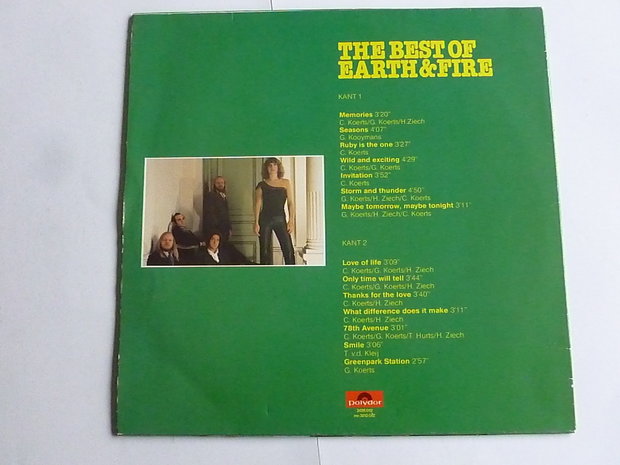 THE BEST OF
EARTH & FIRE
KANT 1
Memories 3'20"
C. Koerts/G. Koerts/H.Ziech
Seasons 4'07"
G. Kooymans
Ruby is the one 3'27"
C. Koerts
Wild and exciting 4'29"
C. Koerts/G. Koerts
Invitation 3'52"
C. Koerts
Storm and thunder 4'50"
G. Koerts/H. Ziech/C. Koerts
Maybe tomorrow, maybe tonight 3'11"
G. Koerts/H. Ziech/C. Koerts
KANT 2
Love of life 3'09"
C. Koerts/G. Koerts/H. Ziech
Only time will tell 3'44"
C. Koerts/G. Koerts/H. Ziech
Thanks for the love 3'40"
C. Koerts/H. Ziech
What difference does it make 3'11"
C. Koerts/H. Ziech
78th Avenue 3'01"
C. Koerts/G. Koerts/T. Hurts/H. Ziech
Smile 3'06"
T. v.d. Kleij
Greenpark Station 2'57"
G. Koerts
polydor